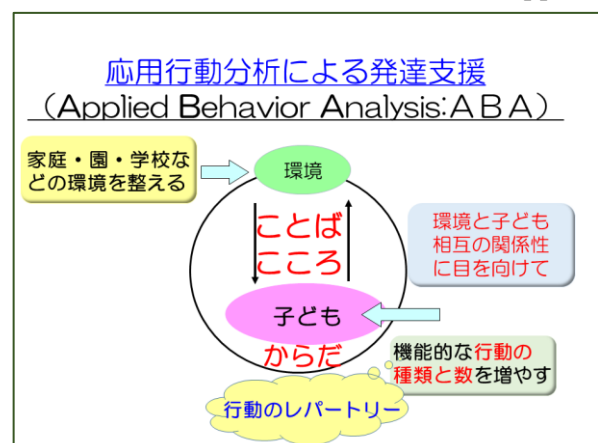 応用行動分析による発達支援
（Applied Behavior Analysis:ＡＢＡ）
家庭・園・学校な
どの環境を整える
環境
ことば
こころ
環境と子ども
相互の関係性
に目を向けて
子ども
からだ
機能的な行動の
種類と数を増やす
行動のレパートリー